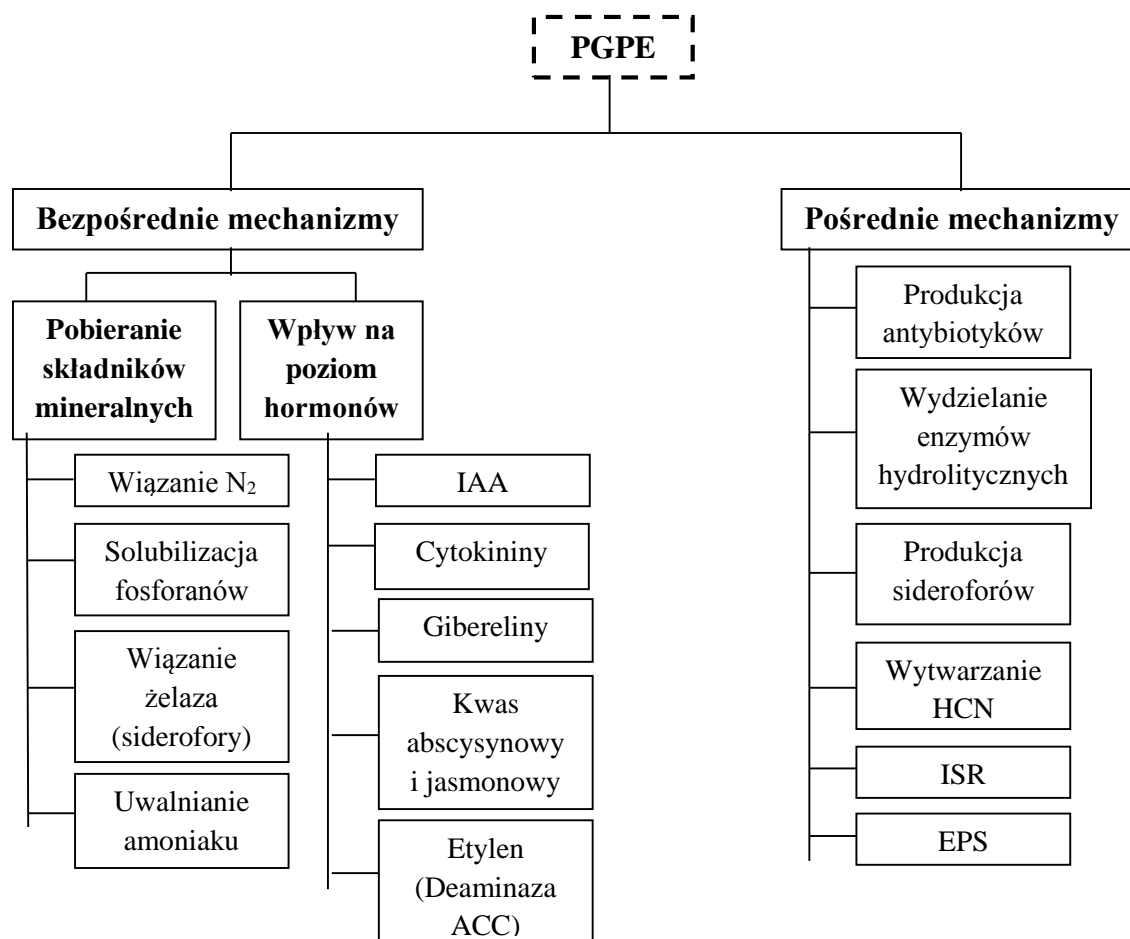 PGPE
Bezpośrednie mechanizmy
Pobieranie
składników
mineralnych
Wiązanie N₂
Solubilizacja
fosforanów
Wiązanie
żelaza
(siderofory)
Uwalnianie
amoniaku
Wpływ na
poziom
hormonów
IAA
Cytokininy
Gibereliny
Kwas
abscysynowy
i jasmonowy
Etylen
(Deaminaza
ACC)
Pośrednie mechanizmy
Produkcja
antybiotyków
Wydzielanie
enzymów
hydrolitycznych
Produkcja
sideroforów
Wytwarzanie
HCN
ISR
EPS